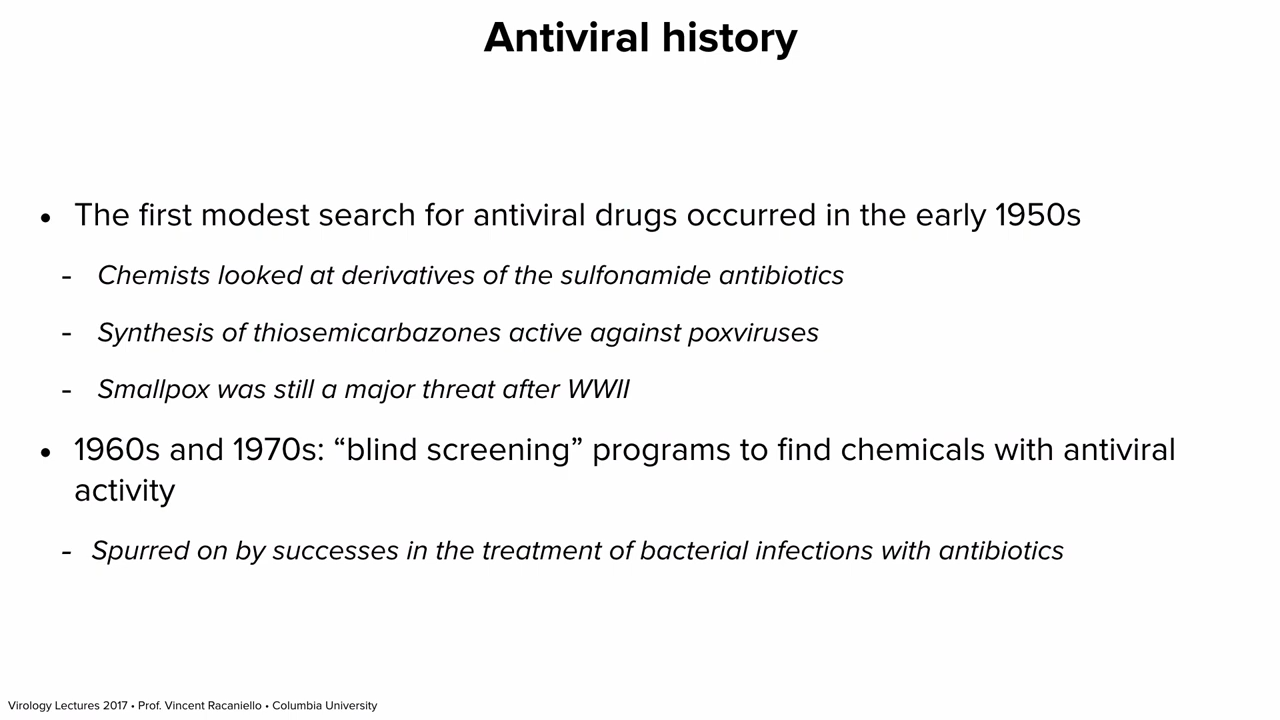 Antiviral history
• The first modest search for antiviral drugs occurred in the early 1950s
- Chemists looked at derivatives of the sulfonamide antibiotics
- Synthesis of thiosemicarbazones active against poxviruses
- Smallpox was still a major threat after WWII
• 1960s and 1970s: “blind screening” programs to find chemicals with antiviral
activity
- Spurred on by successes in the treatment of bacterial infections with antibiotics
Virology Lectures 2017 • Prof. Vincent Racaniello • Columbia University